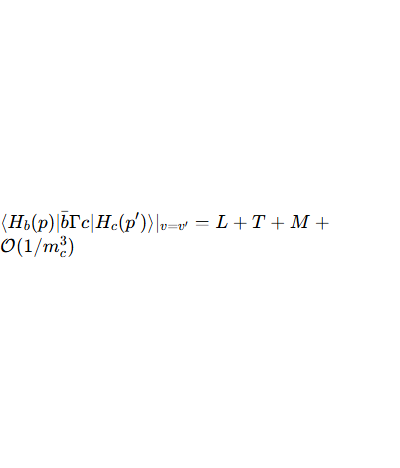 ⟨H_b(p)|b̄Γc|H_c(p′)⟩|_{v=v′} = L + T + M +
𝒪(1/m_c^3)